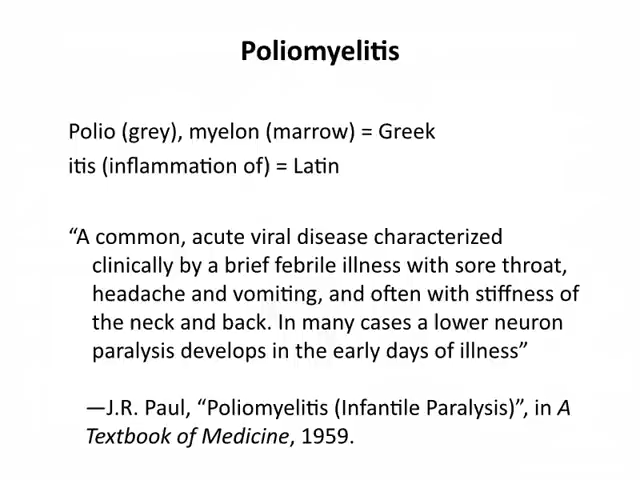 Poliomyelitis
Polio (grey), myelon (marrow) = Greek
itis (inflammation of) = Latin
“A common, acute viral disease characterized
clinically by a brief febrile illness with sore throat,
headache and vomiting, and often with stiffness of
the neck and back. In many cases a lower neuron
paralysis develops in the early days of illness”
—J.R. Paul, “Poliomyelitis (Infantile Paralysis)”, in A
Textbook of Medicine, 1959.